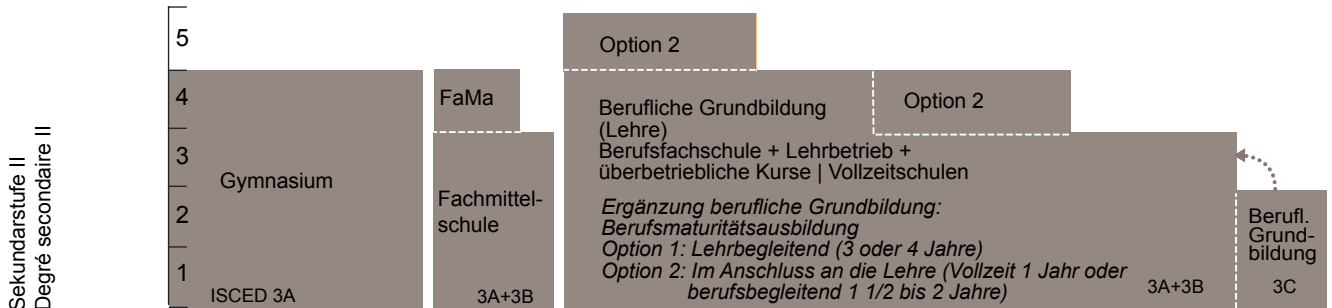 Sekundarstufe II
Degré secondaire II
5
4
3
2
1
Gymnasium
ISCED 3A
FaMa
Fachmittel-
schule
3A+3B
Option 2
Berufliche Grundbildung
(Lehre)
Berufsfachschule + Lehrbetrieb +
überbetriebliche Kurse | Vollzeitschulen
Option 2
Ergänzung berufliche Grundbildung:
Berufsmaturitätsausbildung
Option 1: Lehrbegleitend (3 oder 4 Jahre)
Option 2: Im Anschluss an die Lehre (Vollzeit 1 Jahr oder
berufsbegleitend 1 1/2 bis 2 Jahre)
3A+3B
Berufl.
Grund-
bildung
3C